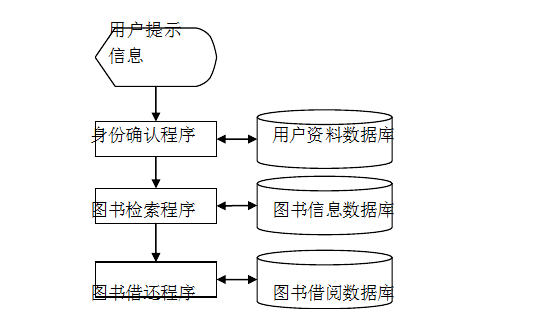 用户提示
信息
身份确认程序
用户资料数据库
图书检索程序
图书信息数据库
图书借还程序
图书借阅数据库